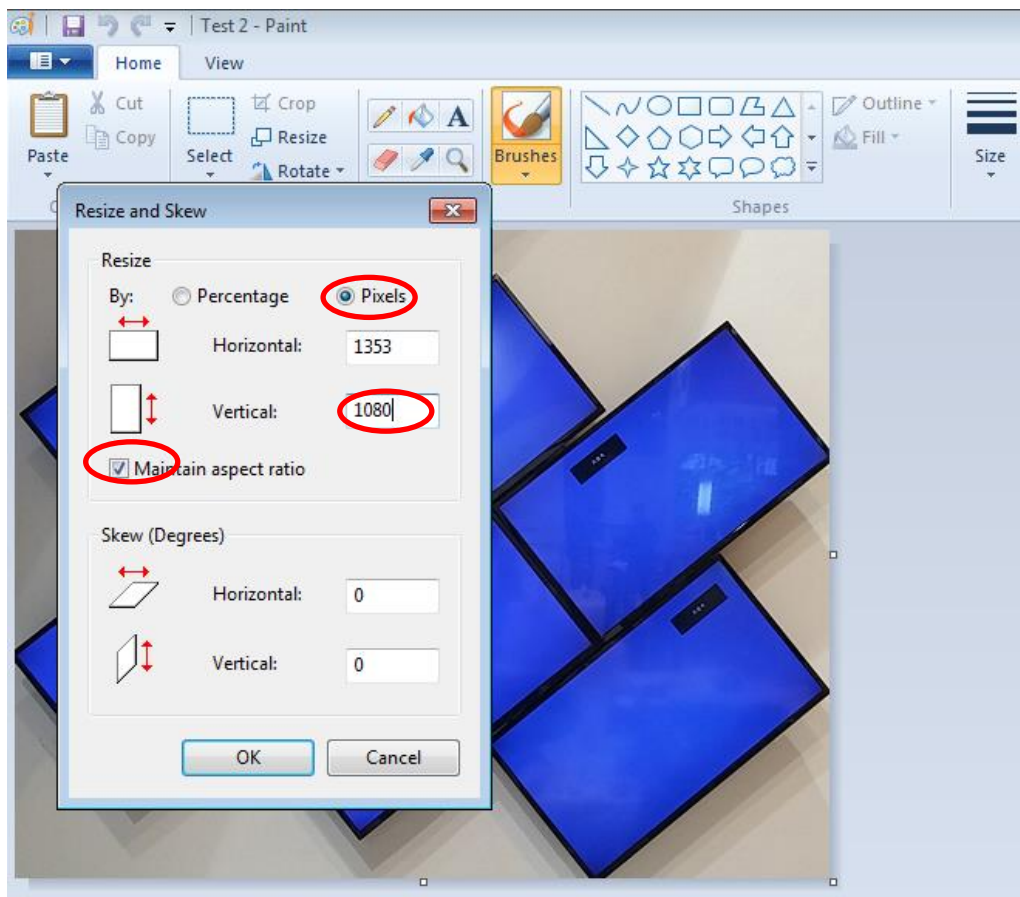 Test 2 - Paint
Home View
Cut
Copy
Paste
Crop
Resize
Rotate
Select
A
Brushes
Outline
Fill
Size
Shapes
Resize and Skew
Resize
By: Percentage Pixels
Horizontal: 1353
Vertical: 1080
Maintain aspect ratio
Skew (Degrees)
Horizontal: 0
Vertical: 0
OK Cancel